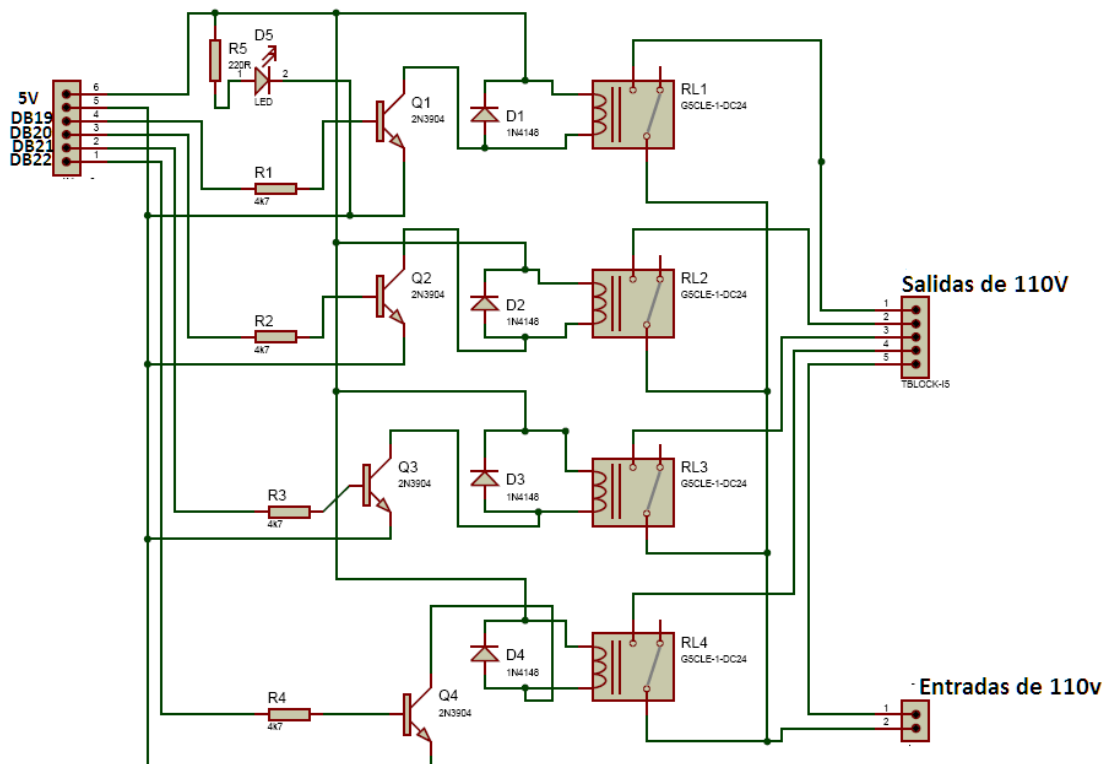 R5
220R
D5
1
2
LED
5V
DB19
DB20
DB21
DB22
6
5
4
3
2
1
Q1
2N3904
R1
4k7
D1
1N4148
RL1
G5CLE-1-DC24
Q2
2N3904
R2
4k7
D2
1N4148
RL2
G5CLE-1-DC24
Salidas de 110V
1
2
3
4
5
TBLOCK-I5
Q3
2N3904
R3
4k7
D3
1N4148
RL3
G5CLE-1-DC24
Q4
2N3904
R4
4k7
D4
1N4148
RL4
G5CLE-1-DC24
Entradas de 110v
1
2